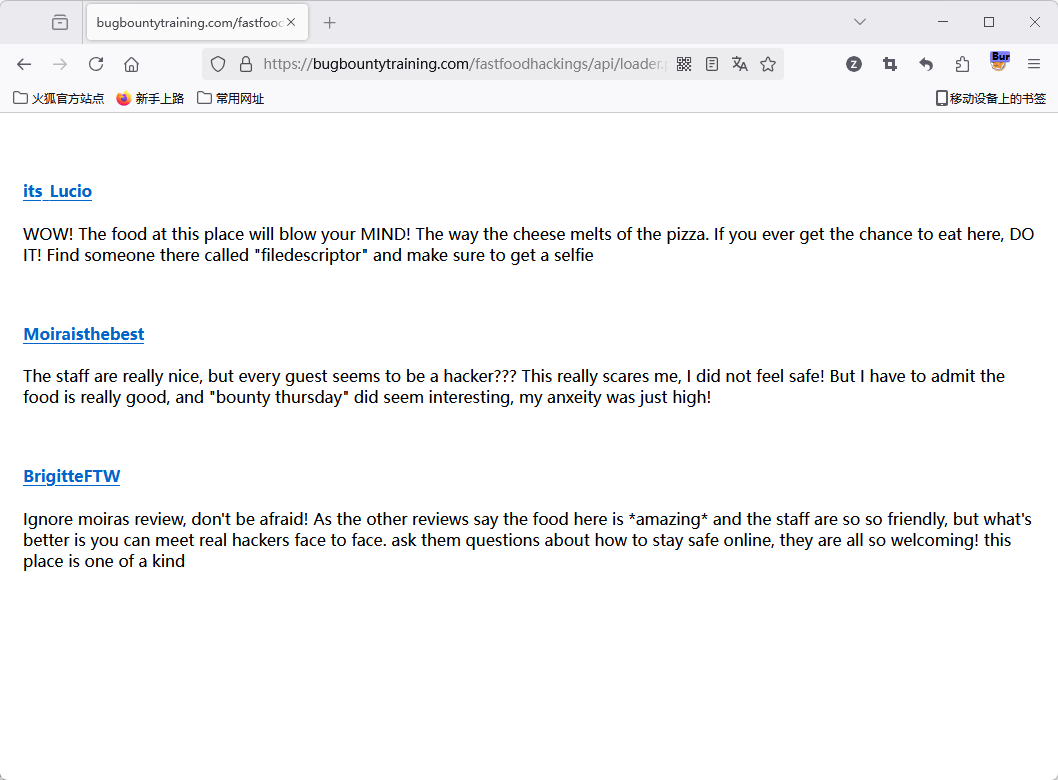 bugbountytraining.com/fastfood
https://bugbountytraining.com/fastfoodhackings/api/loader.p
Bur
火狐官方站点 新手上路 常用网址 移动设备上的书签
its_Lucio
WOW! The food at this place will blow your MIND! The way the cheese melts of the pizza. If you ever get the chance to eat here, DO
IT! Find someone there called "filedescriptor" and make sure to get a selfie
Moiraisthebest
The staff are really nice, but every guest seems to be a hacker??? This really scares me, I did not feel safe! But I have to admit the
food is really good, and "bounty thursday" did seem interesting, my anxeity was just high!
BrigitteFTW
Ignore moiras review, don't be afraid! As the other reviews say the food here is *amazing* and the staff are so so friendly, but what's
better is you can meet real hackers face to face. ask them questions about how to stay safe online, they are all so welcoming! this
place is one of a kind